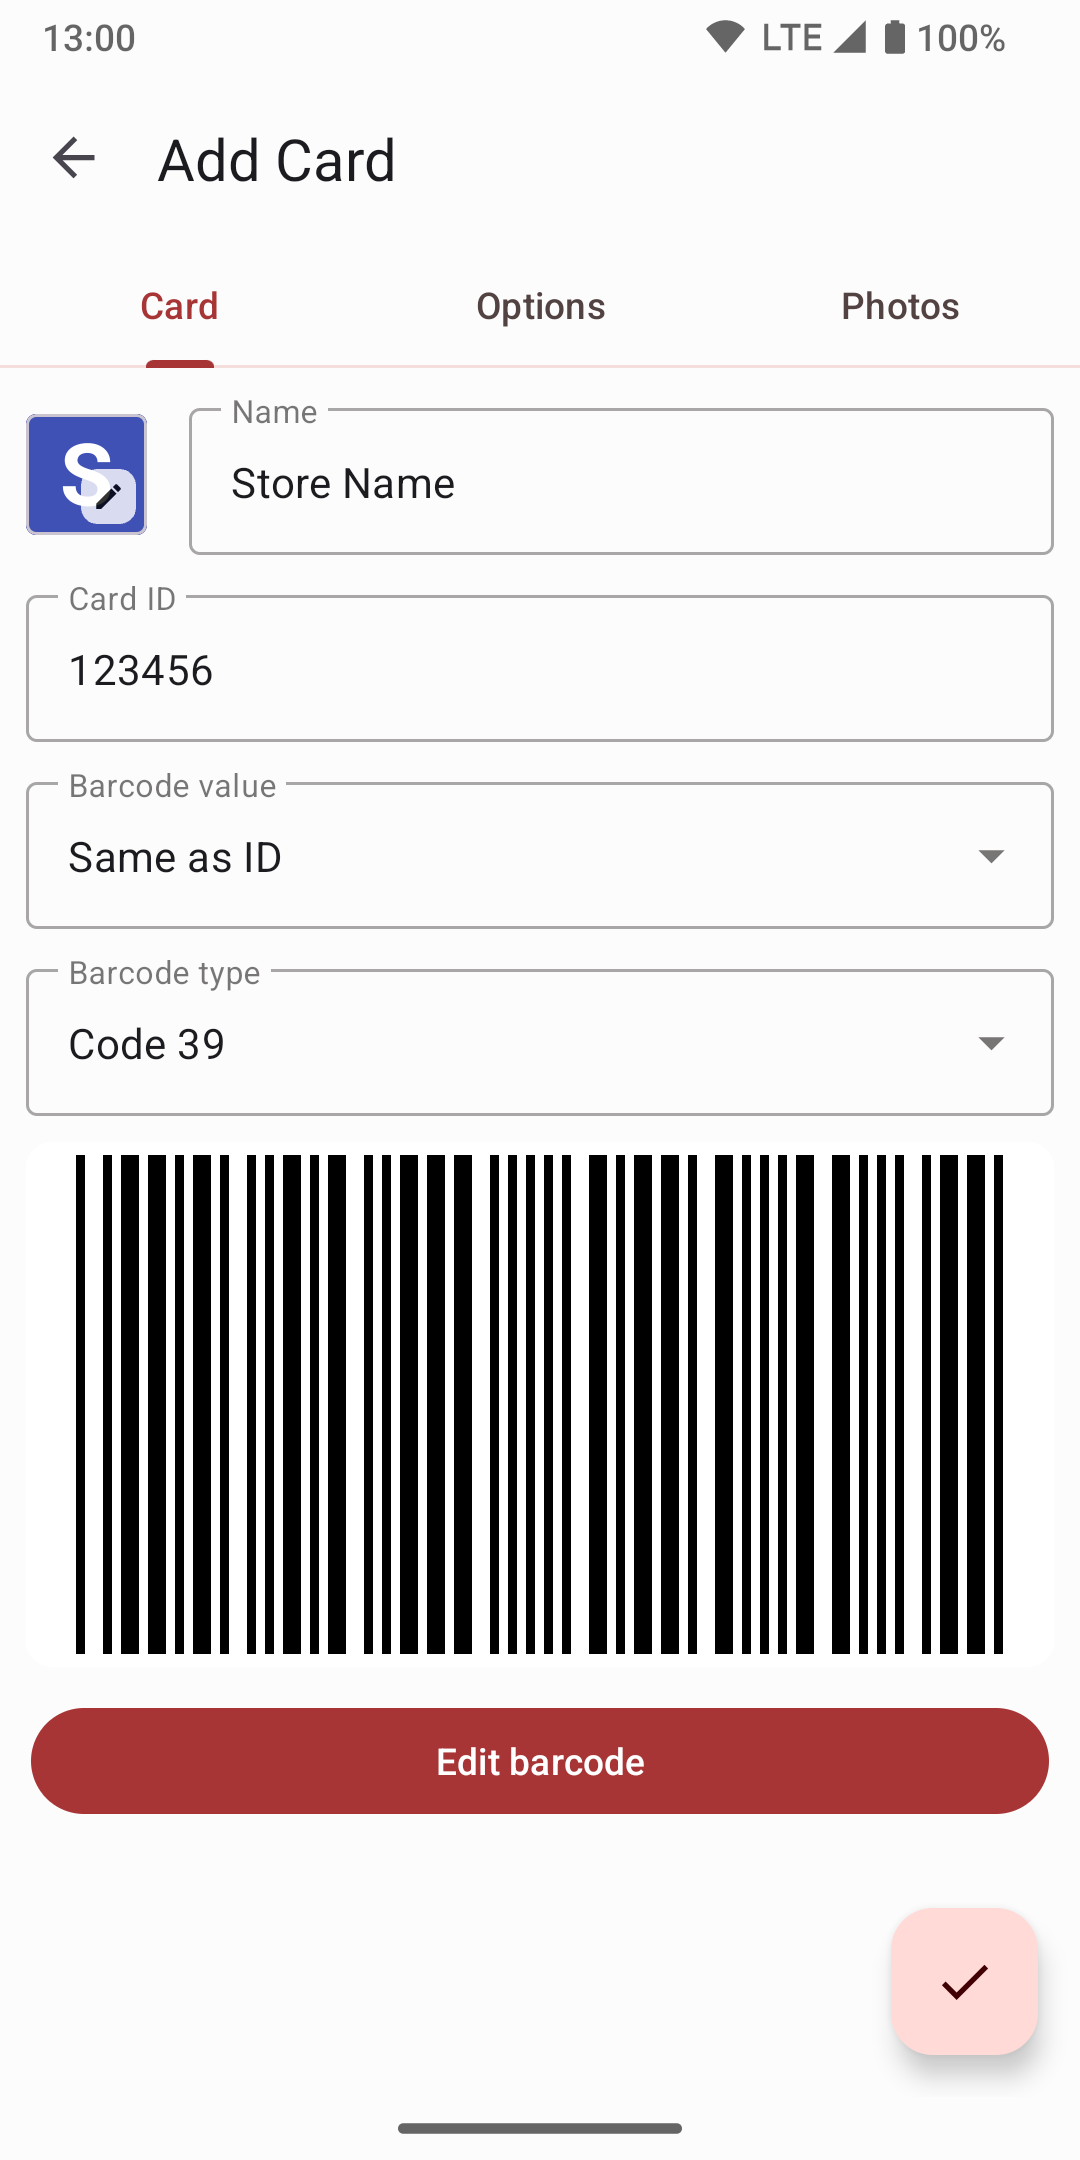 13:00 LTE 100%
Add Card
Card Options Photos
S
Name
Store Name
Card ID
123456
Barcode value
Same as ID
Barcode type
Code 39
Edit barcode